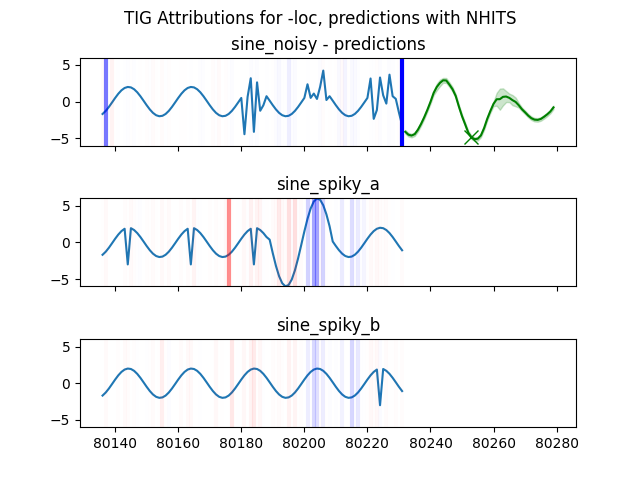 TIG Attributions for -loc, predictions with NHITS
sine_noisy - predictions
5
0
−5
sine_spiky_a
5
0
−5
sine_spiky_b
5
0
−5
80140 80160 80180 80200 80220 80240 80260 80280